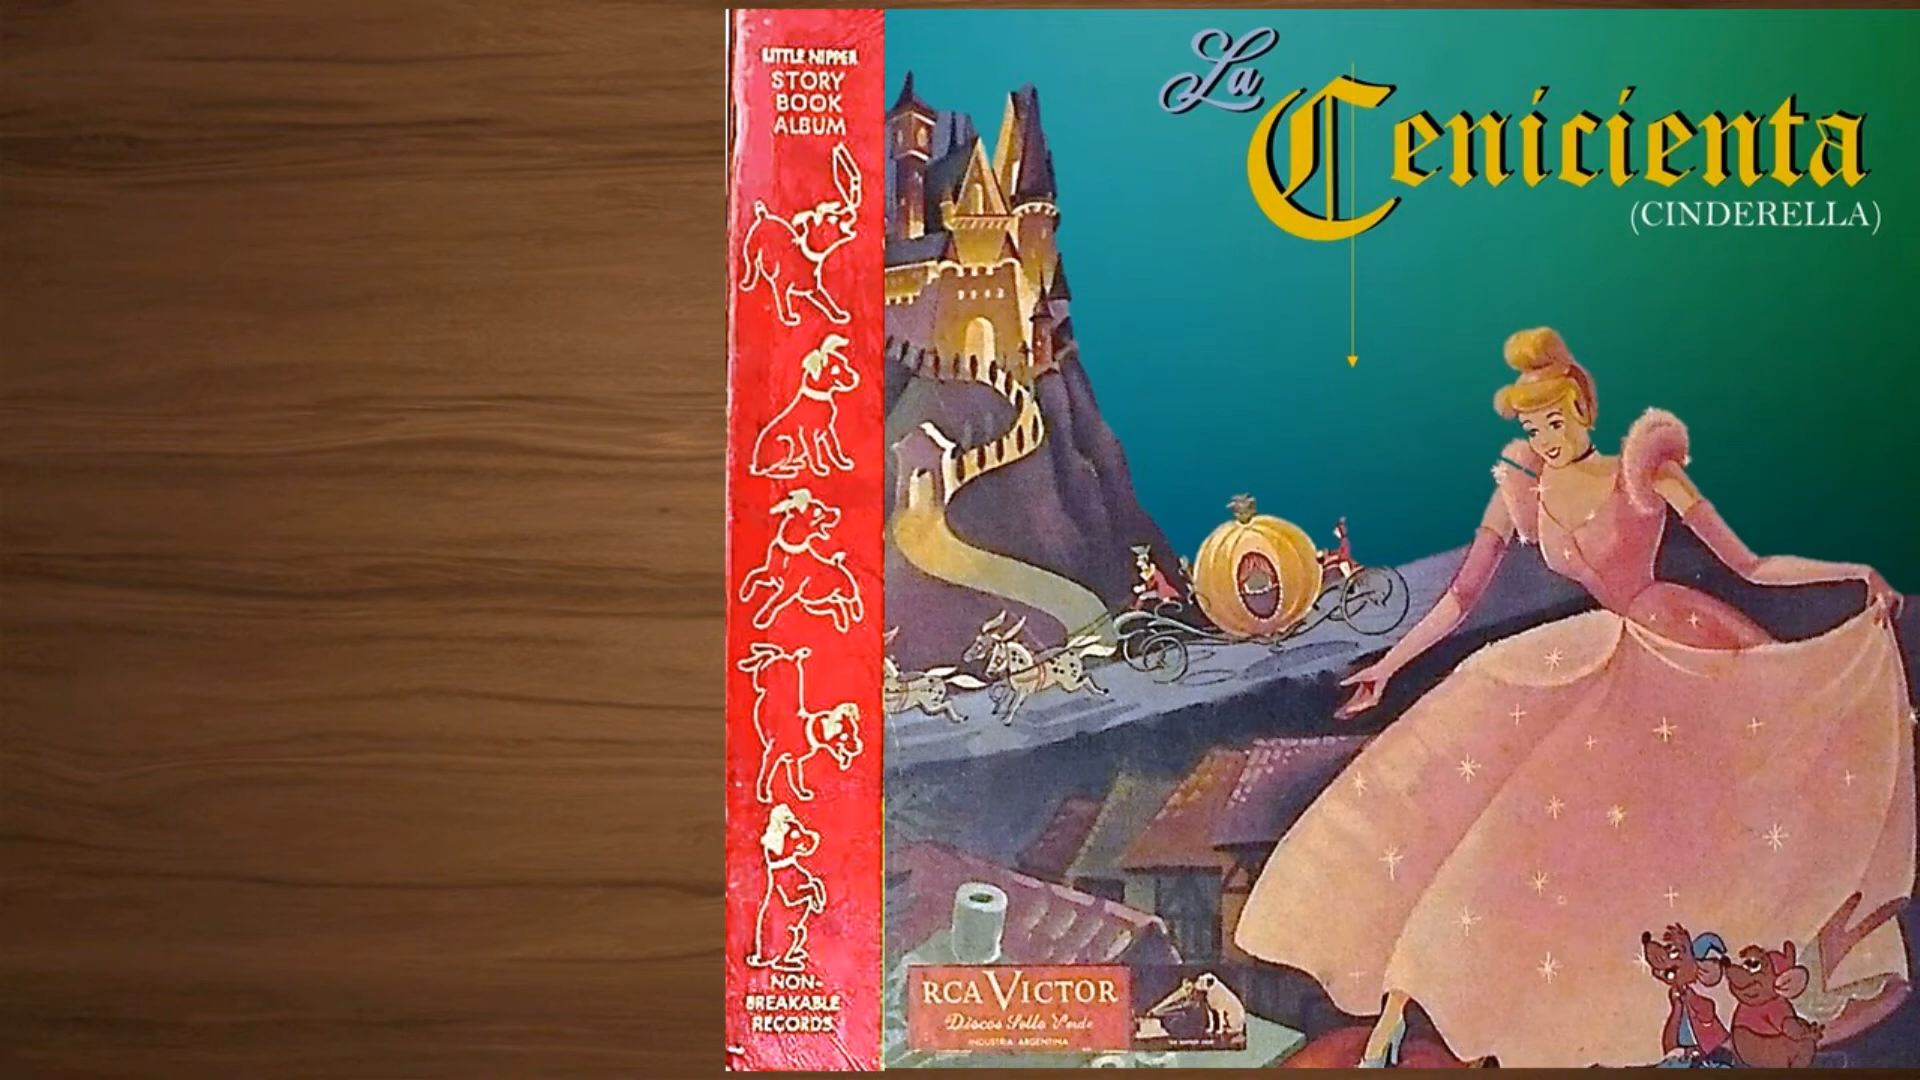 LITTLE NIPPER
STORY
BOOK
ALBUM
NON-
BREAKABLE
RECORDS
La
Cenicienta
(CINDERELLA)
RCA VICTOR
Discos Sello Verde
INDUSTRIA ARGENTINA